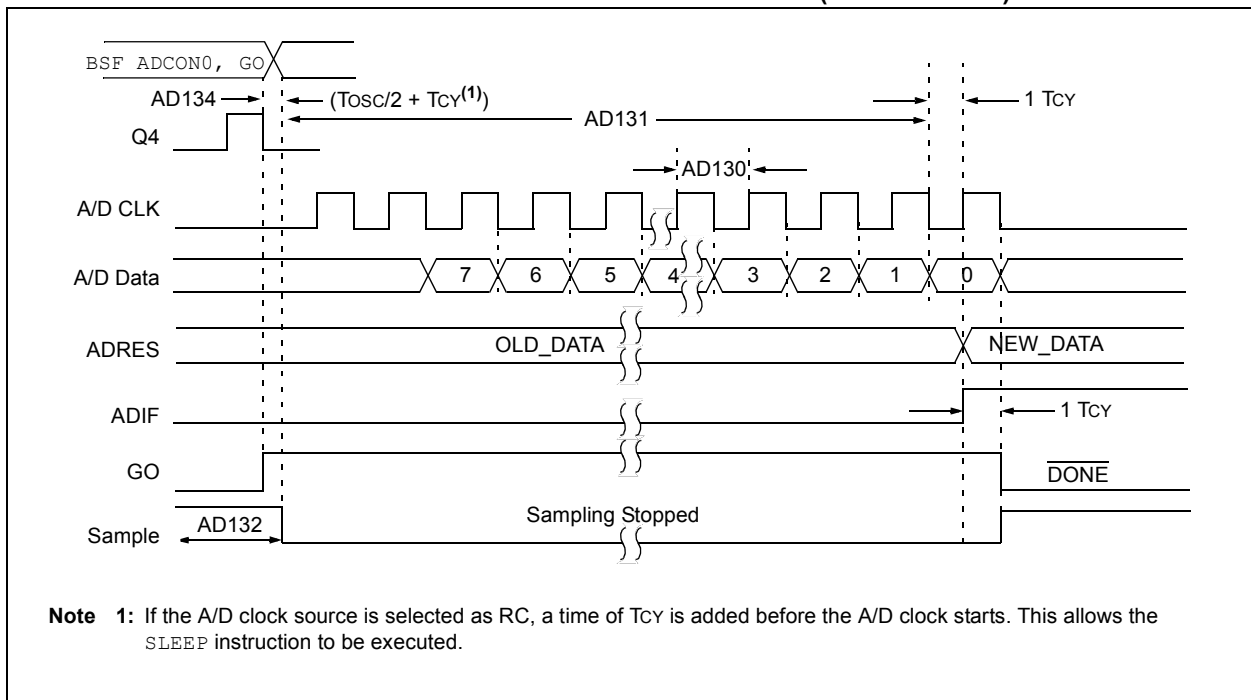 BSF ADCON0, GO
AD134
(TOSC/2 + TCY(1))
1 TCY
AD131
Q4
AD130
A/D CLK
A/D Data
7 6 5 4 3 2 1 0
ADRES
OLD_DATA
NEW_DATA
ADIF
1 TCY
GO
DONE
Sample
AD132
Sampling Stopped
Note 1: If the A/D clock source is selected as RC, a time of TCY is added before the A/D clock starts. This allows the
SLEEP instruction to be executed.